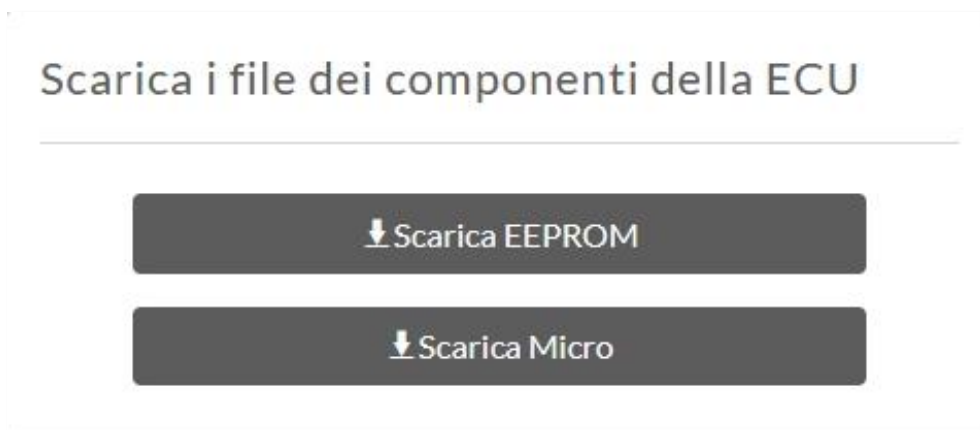 Scarica i file dei componenti della ECU
Scarica EEPROM
Scarica Micro